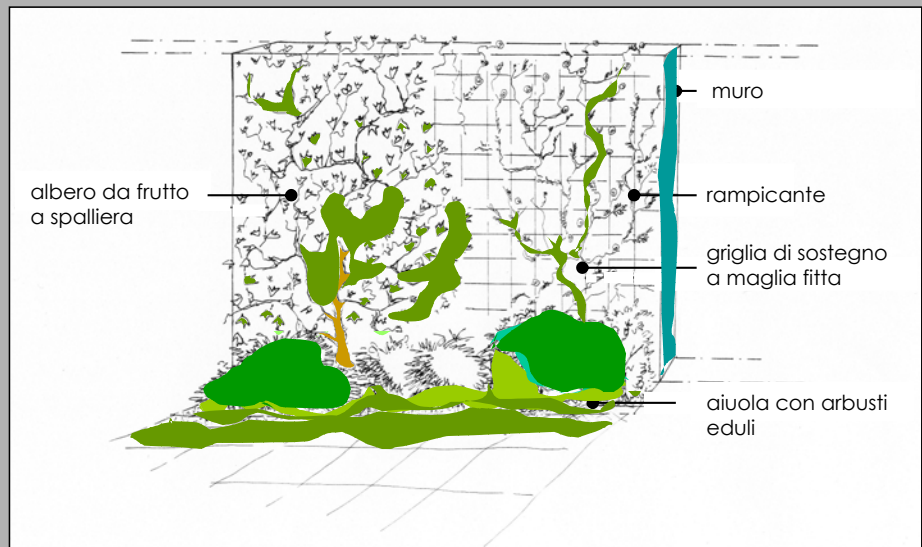 muro
albero da frutto
a spalliera
rampicante
griglia di sostegno
a maglia fitta
aiuola con arbusti
eduli